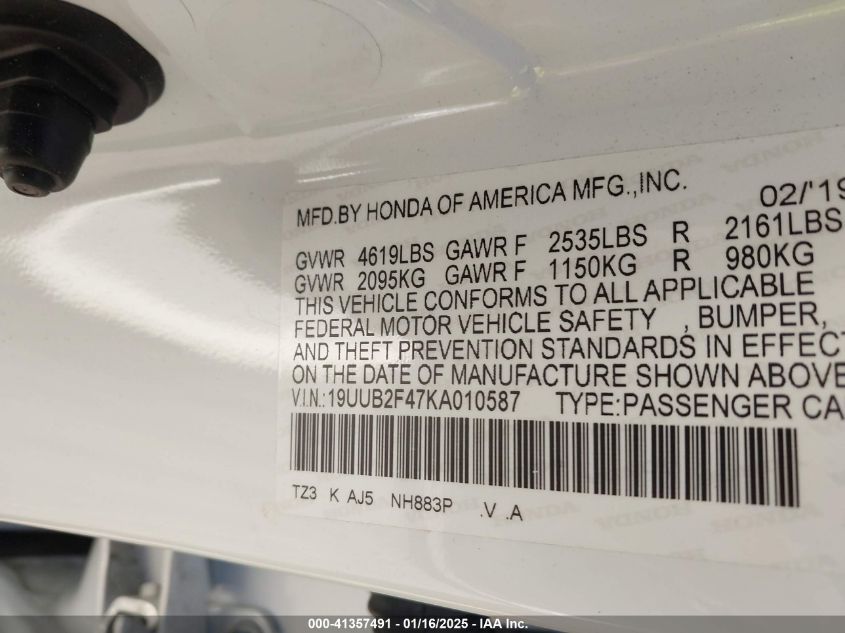 MFD.BY HONDA OF AMERICA MFG.,INC. 02/'19
GVWR 4619LBS GAWR F 2535LBS R 2161LBS
GVWR 2095KG GAWR F 1150KG R 980KG
THIS VEHICLE CONFORMS TO ALL APPLICABLE
FEDERAL MOTOR VEHICLE SAFETY , BUMPER,
AND THEFT PREVENTION STANDARDS IN EFFECT
ON THE DATE OF MANUFACTURE SHOWN ABOVE
V.I.N.:19UUB2F47KA010587 TYPE:PASSENGER CA
TZ3 K AJ5 NH883P .V .A
000-41357491 - 01/16/2025 - IAA Inc.